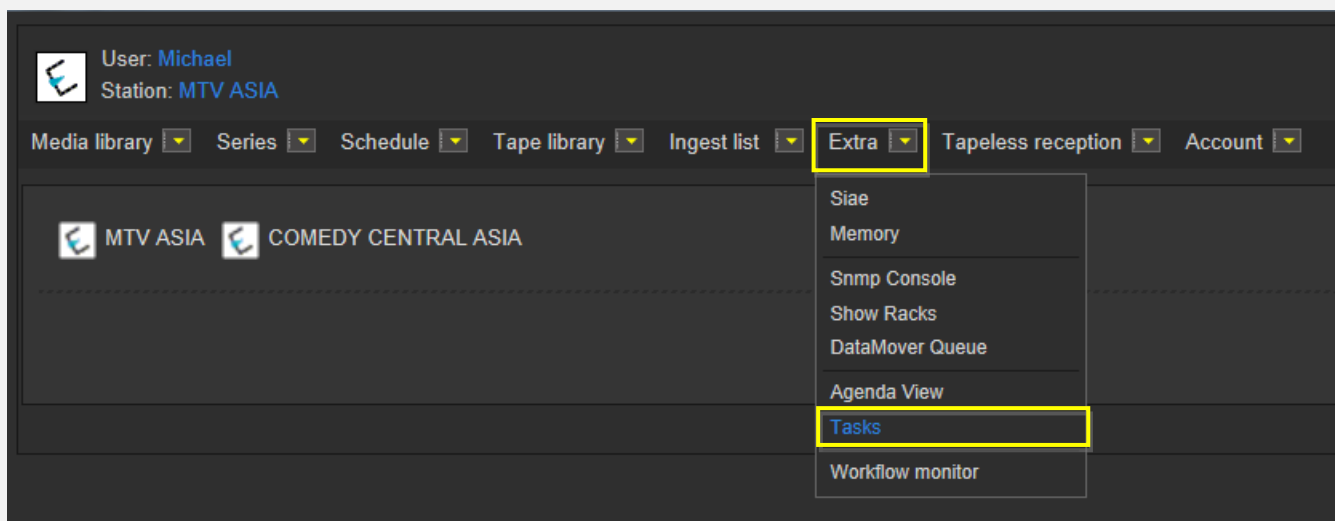 User: Michael
Station: MTV ASIA
Media library Series Schedule Tape library Ingest list Extra Tapeless reception Account
MTV ASIA COMEDY CENTRAL ASIA
Siae
Memory
Snmp Console
Show Racks
DataMover Queue
Agenda View
Tasks
Workflow monitor